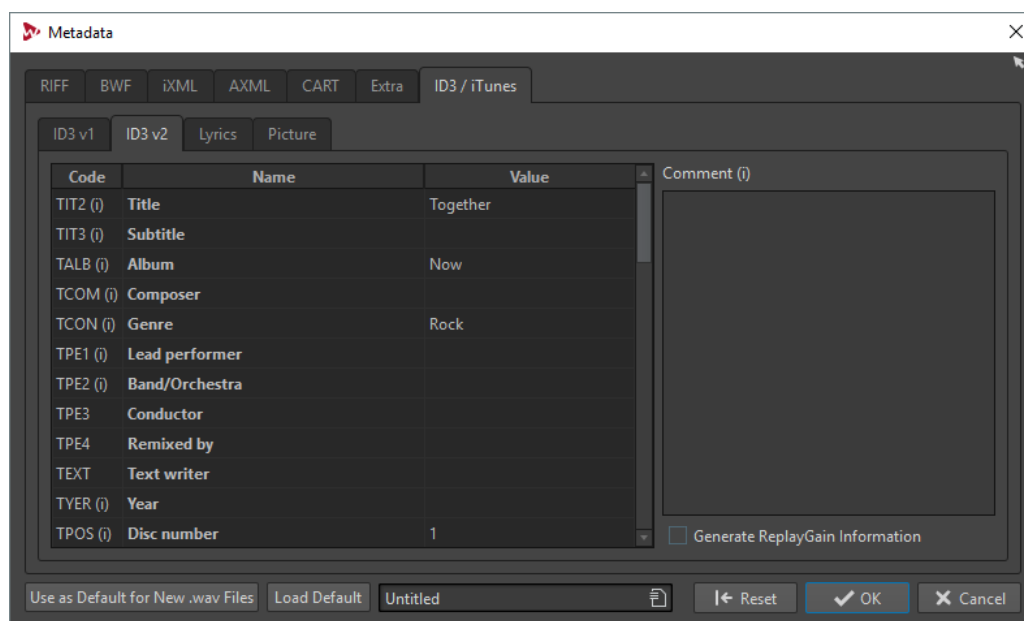 Metadata
RIFF BWF iXML AXML CART Extra ID3 / iTunes
ID3 v1 ID3 v2 Lyrics Picture
Code Name Value Comment (i)
TIT2 (i) Title Together
TIT3 (i) Subtitle
TALB (i) Album Now
TCOM (i) Composer
TCON (i) Genre Rock
TPE1 (i) Lead performer
TPE2 (i) Band/Orchestra
TPE3 Conductor
TPE4 Remixed by
TEXT Text writer
TYER (i) Year
TPOS (i) Disc number 1 Generate ReplayGain Information
Use as Default for New .wav Files Load Default Untitled Reset OK Cancel